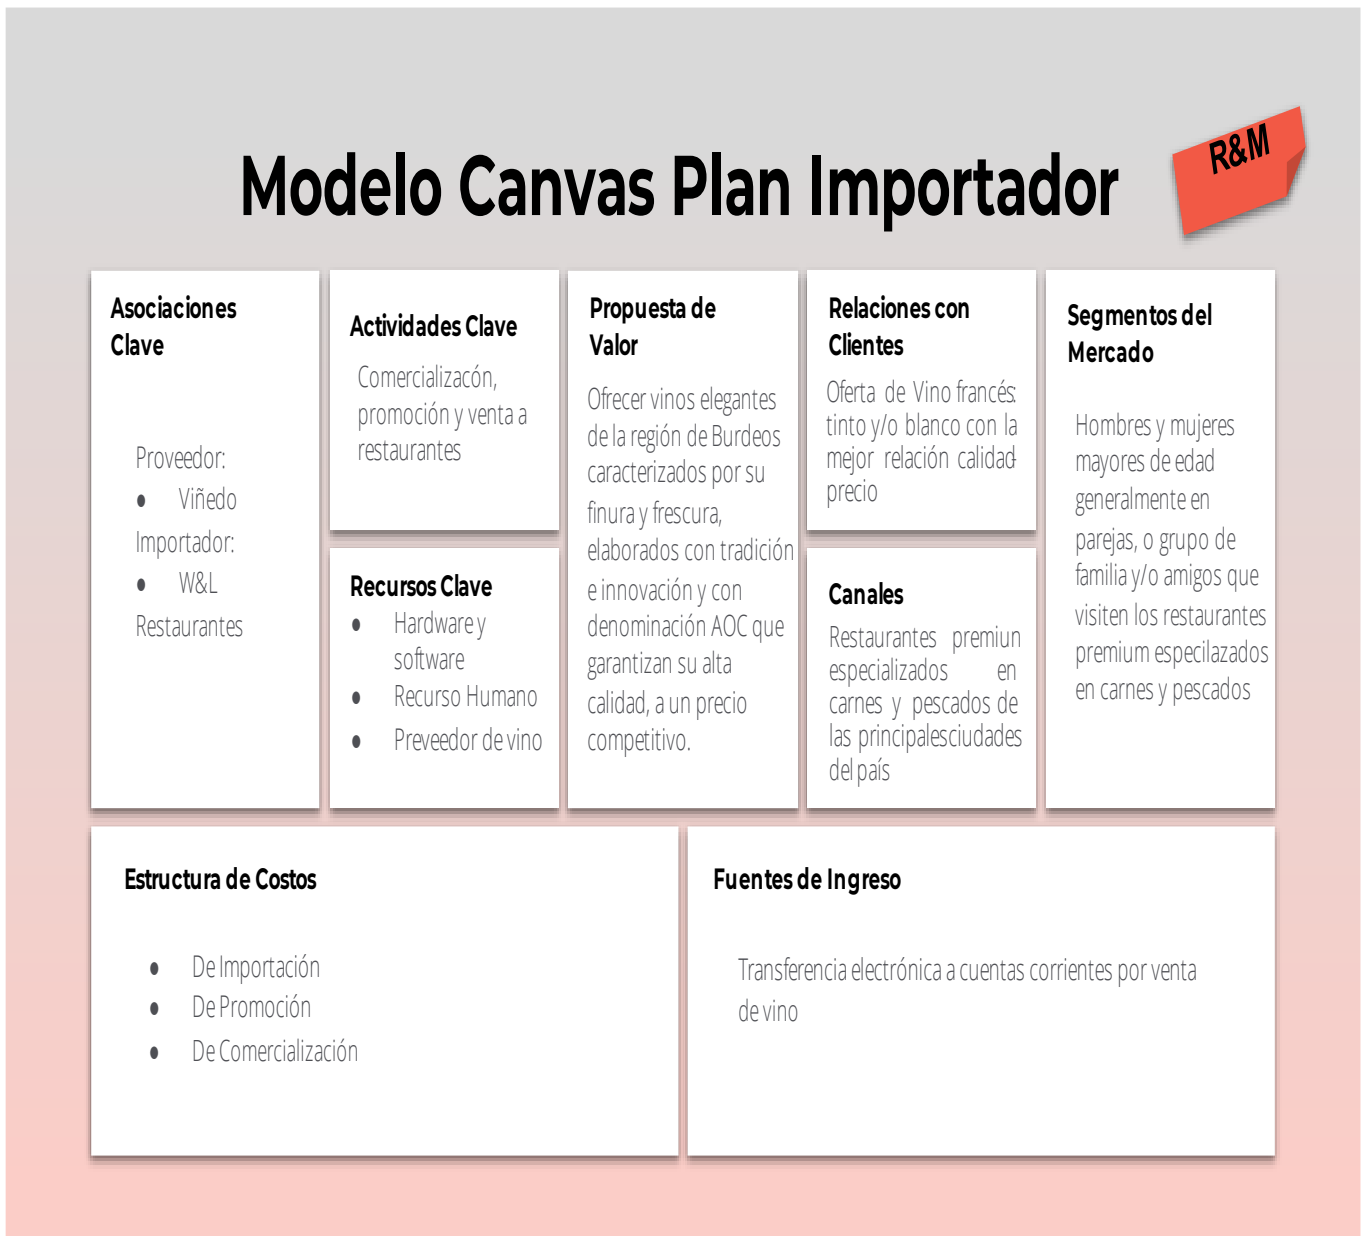 Modelo Canvas Plan Importador
R&M
Asociaciones
Clave
Proveedor:
● Viñedo
Importador:
● W&L
Restaurantes
Actividades Clave
Comercializacón,
promoción y venta a
restaurantes
Recursos Clave
● Hardware y
software
● Recurso Humano
● Preveedor de vino
Propuesta de
Valor
Ofrecer vinos elegantes
de la región de Burdeos
caracterizados por su
finura y frescura,
elaborados con tradición
e innovación y con
denominación AOC que
garantizan su alta
calidad, a un precio
competitivo.
Relaciones con
Clientes
Oferta de Vino francés:
tinto y/o blanco con la
mejor relación calidad-
precio
Canales
Restaurantes premiun
especializados en
carnes y pescados de
las principalesciudades
del país
Segmentos del
Mercado
Hombres y mujeres
mayores de edad
generalmente en
parejas, o grupo de
familia y/o amigos que
visiten los restaurantes
premium especilazados
en carnes y pescados
Estructura de Costos
● De Importación
● De Promoción
● De Comercialización
Fuentes de Ingreso
Transferencia electrónica a cuentas corrientes por venta
de vino